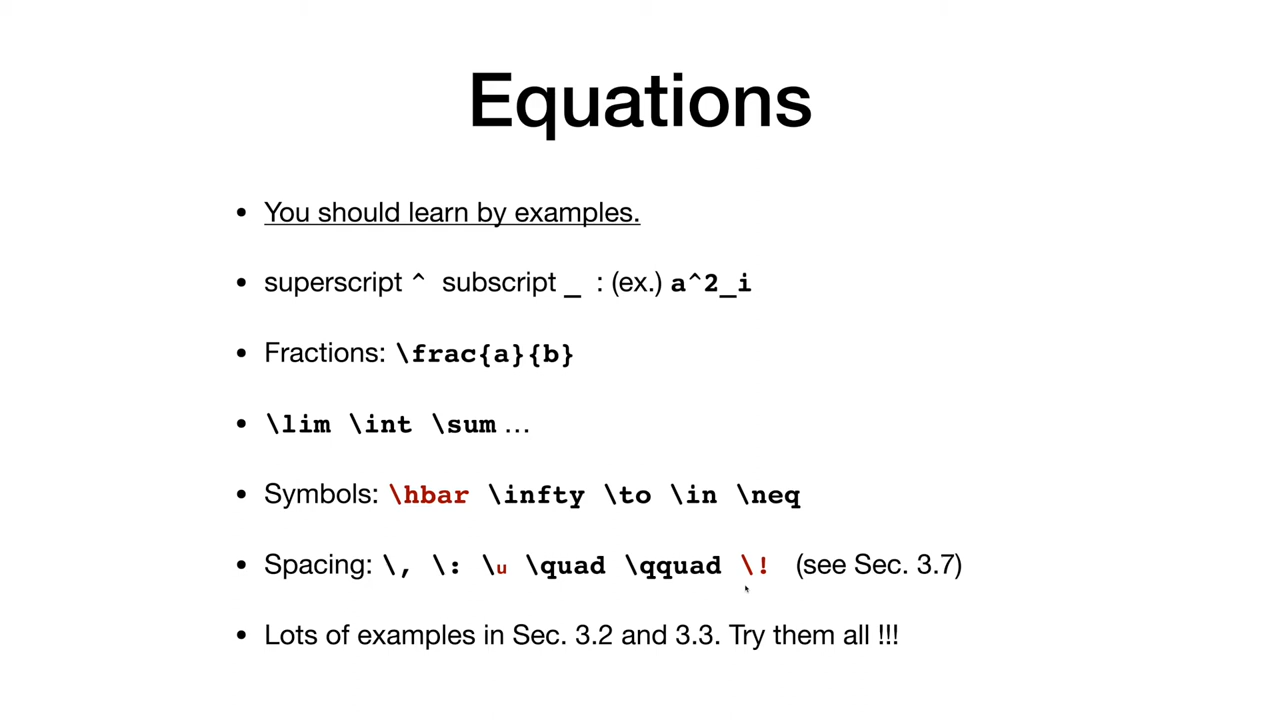 Equations
• You should learn by examples.
• superscript ^ subscript _ : (ex.) a^2_i
• Fractions: \frac{a}{b}
• \lim \int \sum ...
• Symbols: \hbar \infty \to \in \neq
• Spacing: \, \: \u \quad \qquad \! (see Sec. 3.7)
• Lots of examples in Sec. 3.2 and 3.3. Try them all !!!